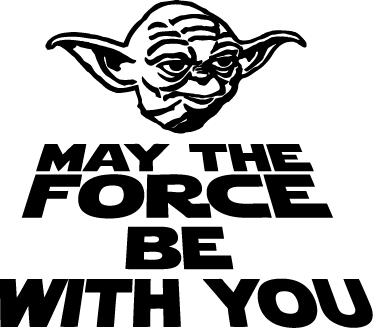 MAY THE
FORCE
BE
WITH YOU